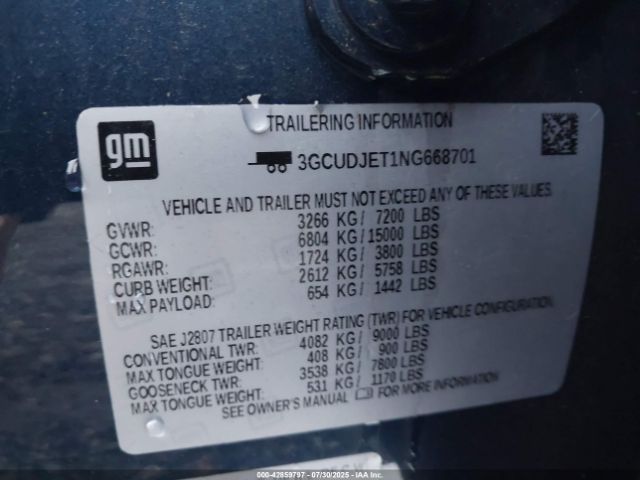 gm
TRAILERING INFORMATION
3GCUDJET1NG668701
VEHICLE AND TRAILER MUST NOT EXCEED ANY OF THESE VALUES.
GVWR: 3266 KG / 7200 LBS
GCWR: 6804 KG / 15000 LBS
RGAWR: 1724 KG / 3800 LBS
CURB WEIGHT: 2612 KG / 5758 LBS
MAX PAYLOAD: 654 KG / 1442 LBS
SAE J2807 TRAILER WEIGHT RATING (TWR) FOR VEHICLE CONFIGURATION.
CONVENTIONAL TWR: 4082 KG / 9000 LBS
MAX TONGUE WEIGHT: 408 KG / 900 LBS
GOOSENECK TWR: 3538 KG / 7800 LBS
MAX TONGUE WEIGHT: 531 KG / 1170 LBS
SEE OWNER'S MANUAL FOR MORE INFORMATION
000-42859797 - 07/30/2025 - IAA